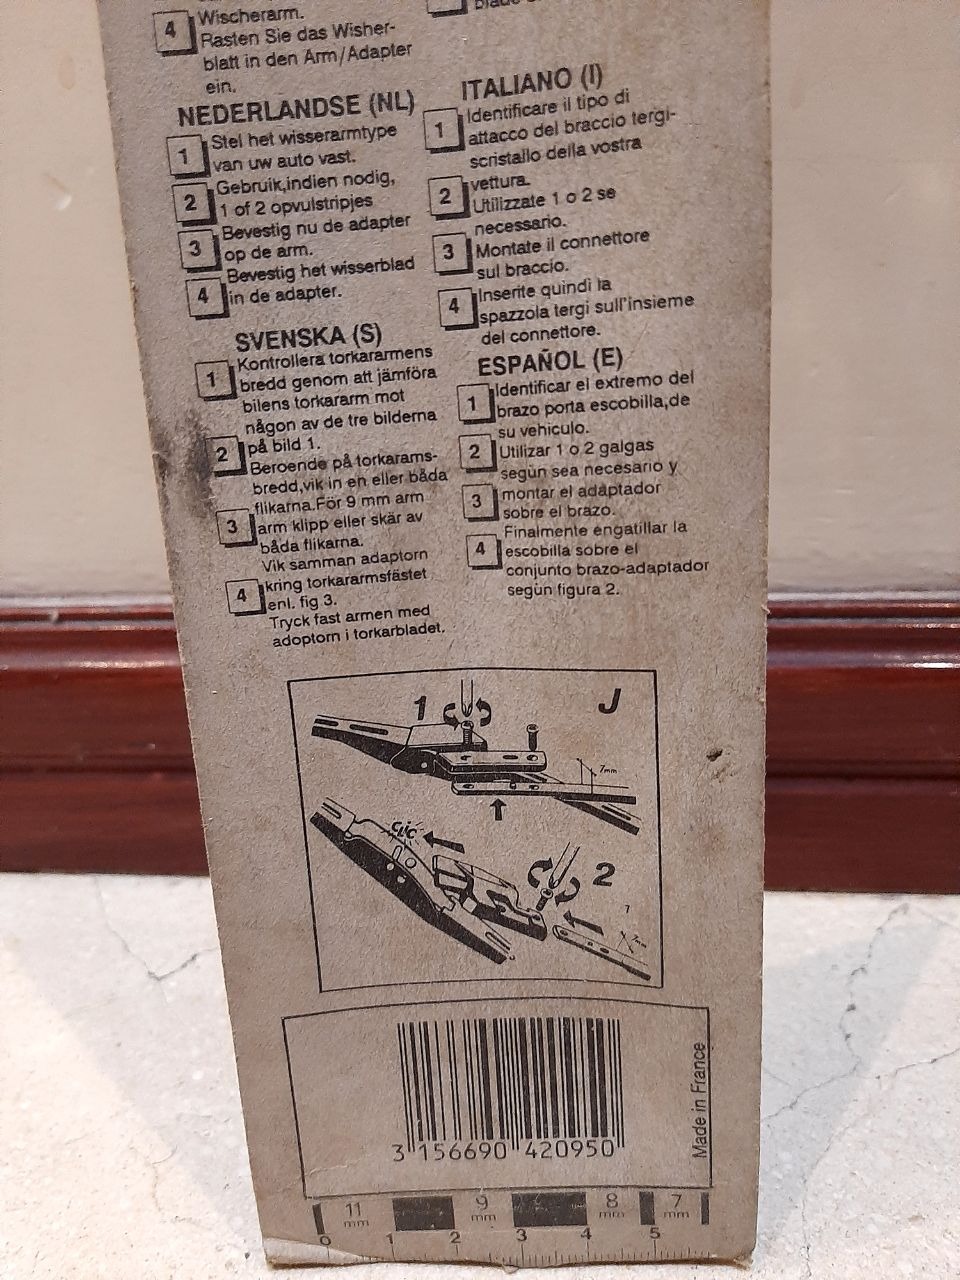 4
Wischerarm.
Rasten Sie das Wisher-
blatt in den Arm/Adapter
ein.
NEDERLANDSE (NL)
1 Stel het wisserarmtype
van uw auto vast.
2 Gebruik,indien nodig,
1 of 2 opvulstripjes
3 Bevestig nu de adapter
op de arm.
4 Bevestig het wisserblad
in de adapter.
SVENSKA (S)
1 Kontrollera torkararmens
bredd genom att jämföra
bilens torkararm mot
någon av de tre bilderna
2 på bild 1.
Beroende på torkarams-
bredd,vik in en eller båda
flikarna.För 9 mm arm
3 arm klipp eller skär av
båda flikarna.
Vik samman adaptorn
4 kring torkararmsfästet
enl. fig 3.
Tryck fast armen med
adoptorn i torkarbladet.
ITALIANO (I)
1 Identificare il tipo di
attacco del braccio tergi-
scristallo della vostra
2 vettura.
Utilizzate 1 o 2 se
necessario.
3 Montate il connettore
sul braccio.
4 Inserite quindi la
spazzola tergi sull'insieme
del connettore.
ESPAÑOL (E)
1 Identificar el extremo del
brazo porta escobilla,de
su vehiculo.
2 Utilizar 1 o 2 galgas
según sea necesario y
3 montar el adaptador
sobre el brazo.
4 Finalmente engatillar la
escobilla sobre el
conjunto brazo-adaptador
según figura 2.
1 J
7mm
CLIC
2
7mm
3 156690 420950
Made in France
11 mm 9 mm 8 mm 7 mm
0 1 2 3 4 5